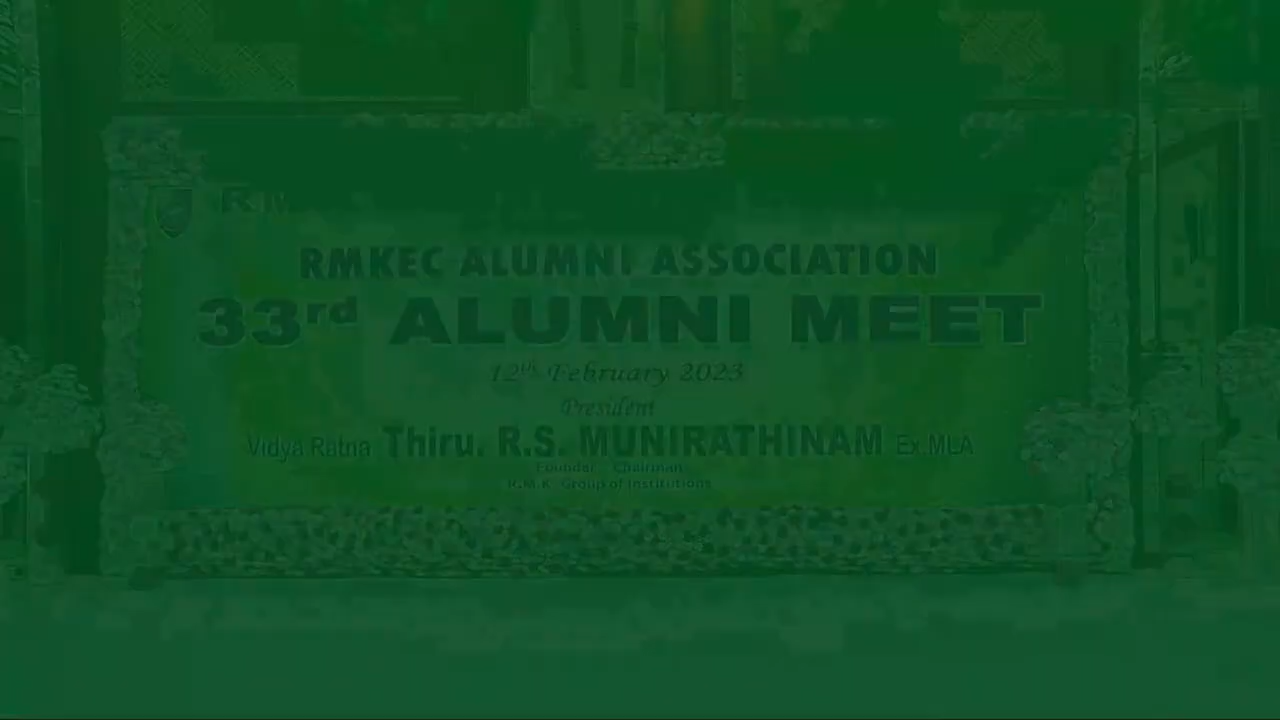 R.M.
RMKEC ALUMNI ASSOCIATION
33rd ALUMNI MEET
12th February 2023
President
Vidya Ratna Thiru. R.S. MUNIRATHINAM Ex.MLA
Founder Chairman
R.M.K. Group of Institutions